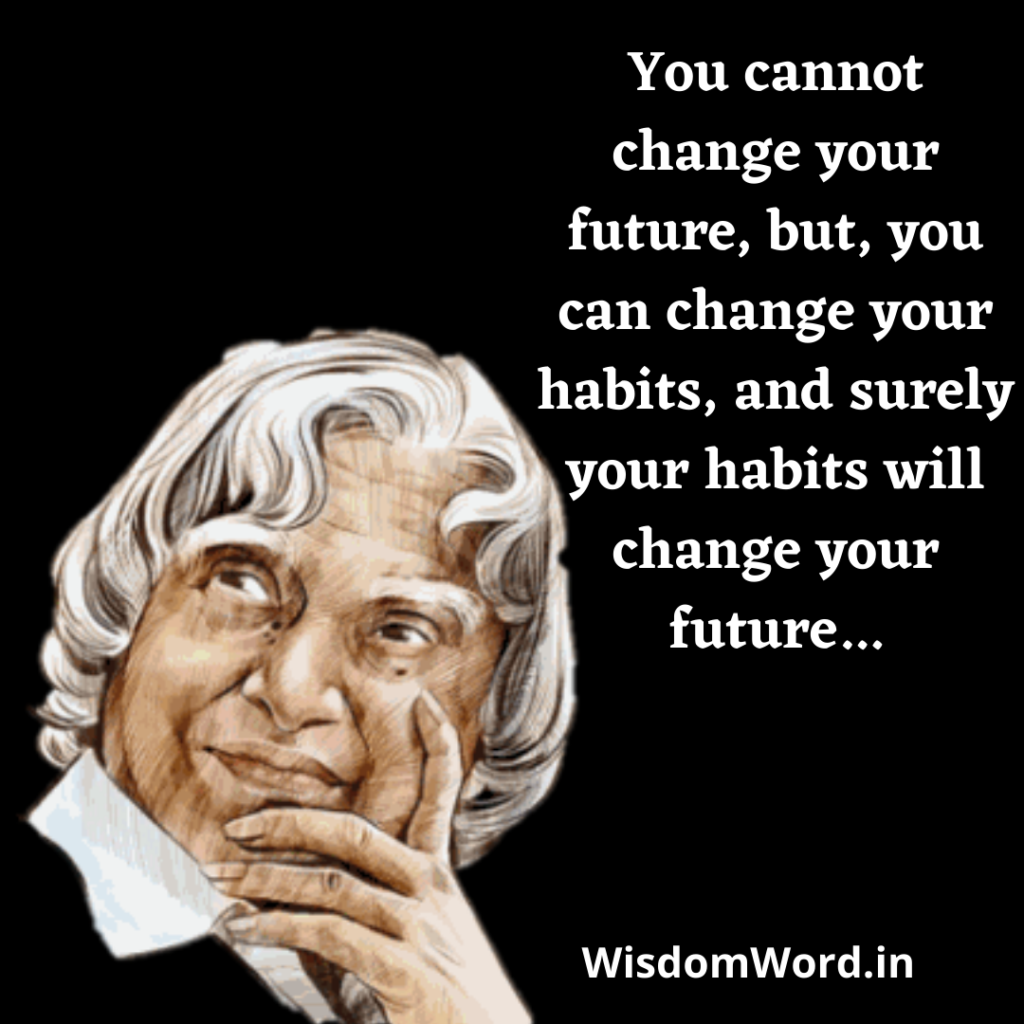 You cannot
change your
future, but, you
can change your
habits, and surely
your habits will
change your
future...
WisdomWord.in